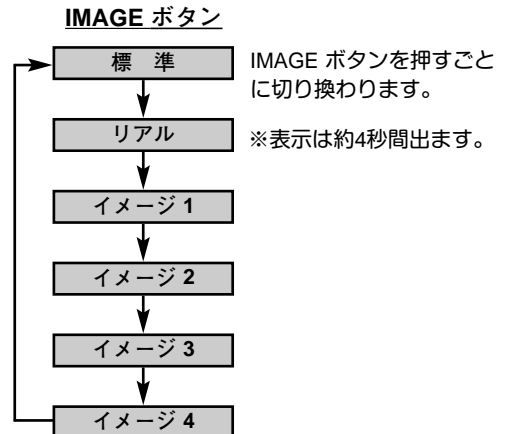 IMAGE ボタン
標　準
IMAGE ボタンを押すごと
に切り換わります。
リアル
※表示は約4秒間出ます。
イメージ 1
イメージ 2
イメージ 3
イメージ 4